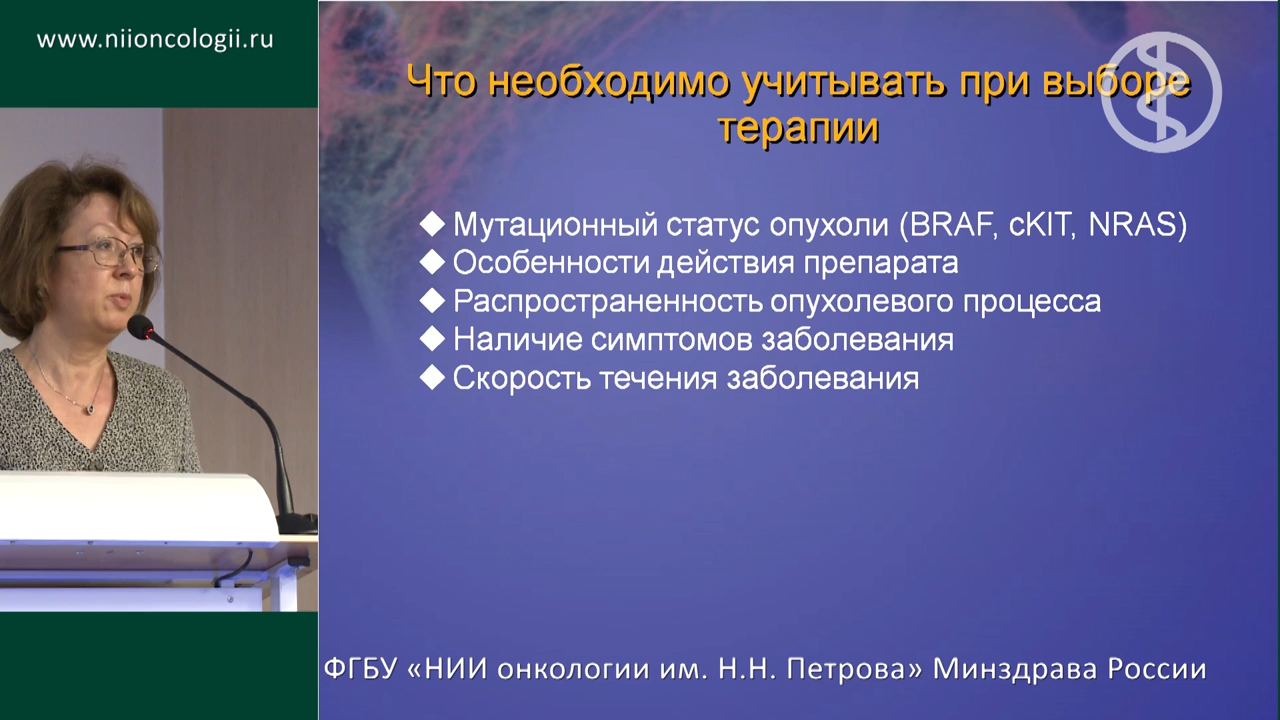 www.niioncologii.ru
Что необходимо учитывать при выборе
терапии
Мутационный статус опухоли (BRAF, cKIT, NRAS)
Особенности действия препарата
Распространенность опухолевого процесса
Наличие симптомов заболевания
Скорость течения заболевания
ФГБУ «НИИ онкологии им. Н.Н. Петрова» Минздрава России